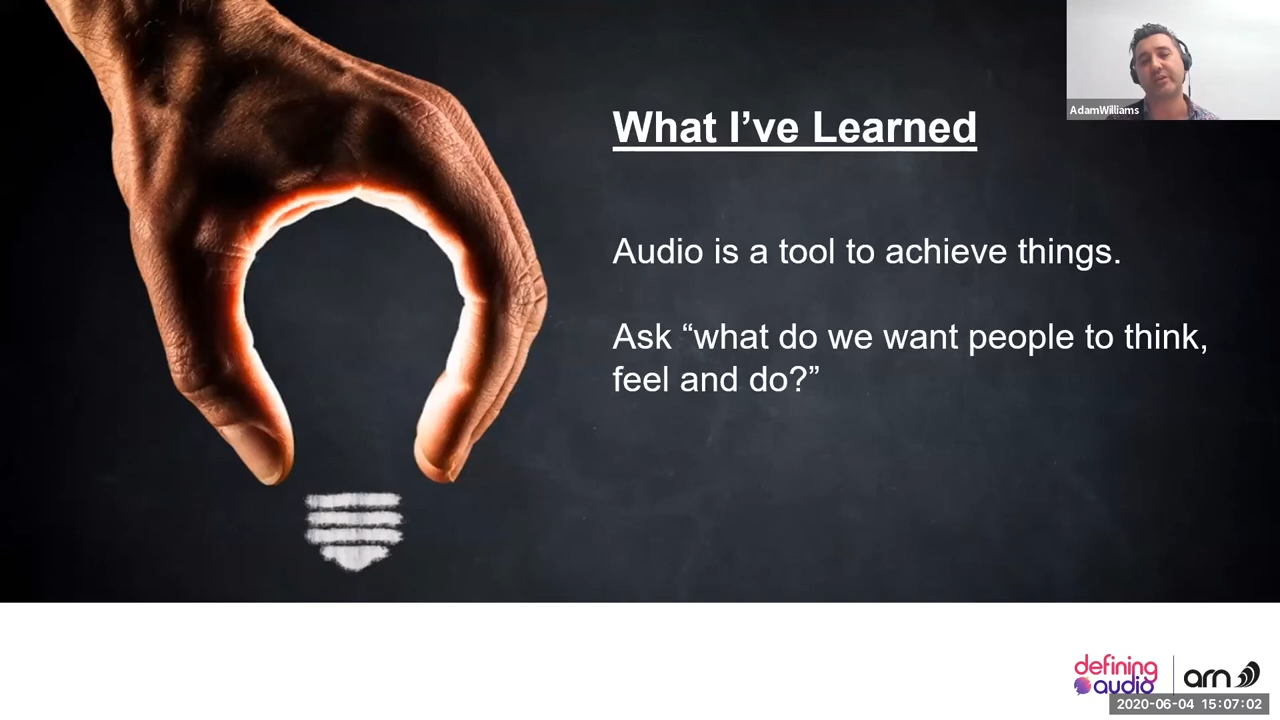 AdamWilliams
What I’ve Learned
Audio is a tool to achieve things.
Ask “what do we want people to think,
feel and do?”
defining
audio
arn
2020-06-04 15:07:02